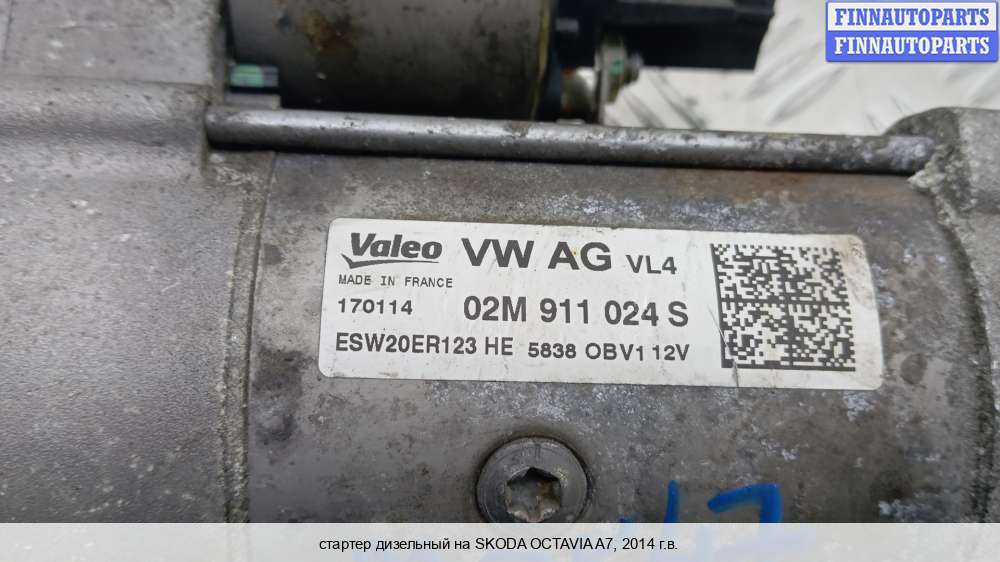 FINNAUTOPARTS
FINNAUTOPARTS
Valeo VW AG VL4
MADE IN FRANCE
170114 02M 911 024 S
ESW20ER123 HE 5838 OBV1 12V
стартер дизельный на SKODA OCTAVIA A7, 2014 г.в.